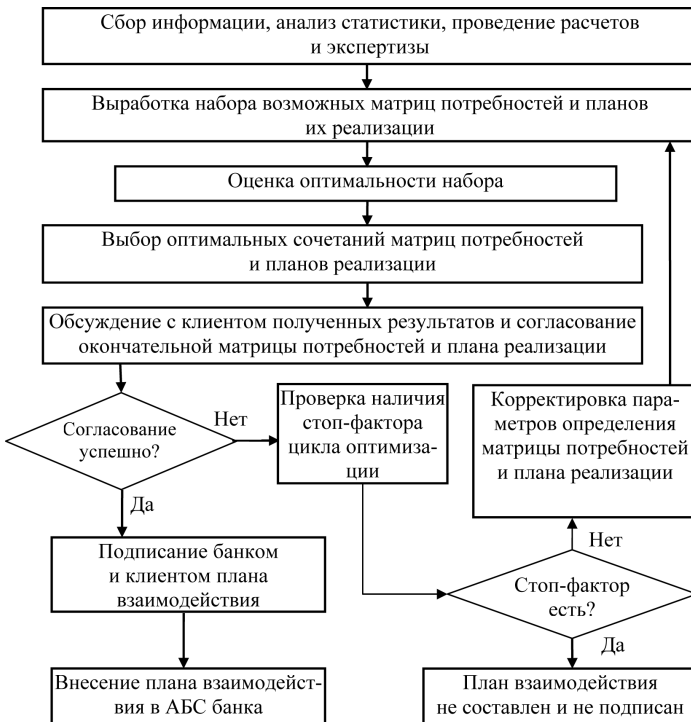 Сбор информации, анализ статистики, проведение расчетов
и экспертизы
Выработка набора возможных матриц потребностей и планов
их реализации
Оценка оптимальности набора
Выбор оптимальных сочетаний матриц потребностей
и планов реализации
Обсуждение с клиентом полученных результатов и согласование
окончательной матрицы потребностей и плана реализации
Согласование
успешно?
Нет
Проверка наличия
стоп-фактора
цикла оптимиза-
ции
Корректировка пара-
метров определения
матрицы потребностей
и плана реализации
Да
Нет
Подписание банком
и клиентом плана
взаимодействия
Стоп-фактор
есть?
Да
Внесение плана взаимодейст-
вия в АБС банка
План взаимодействия
не составлен и не подписан